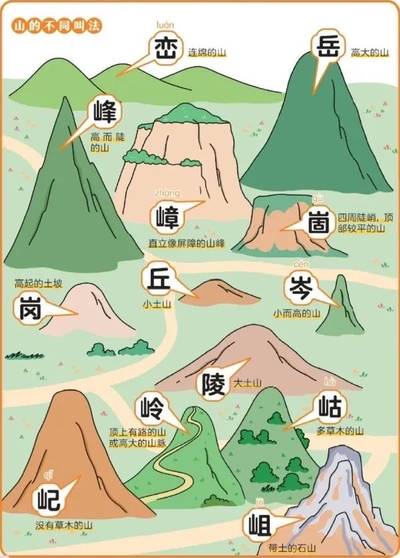 山的不同叫法
luán
峦
连绵的山
岳
高大的山
峰
高而陡
的山
zhàng
嶂
直立像屏障的山峰
gù
崮
四周陡峭，顶
部较平的山
高起的土坡
岗
丘
小土山
cén
岑
小而高的山
陵
大土山
岭
顶上有路的山
或高大的山脉
hù
岵
多草木的山
qǐ
屺
没有草木的山
jū
岨
带土的石山